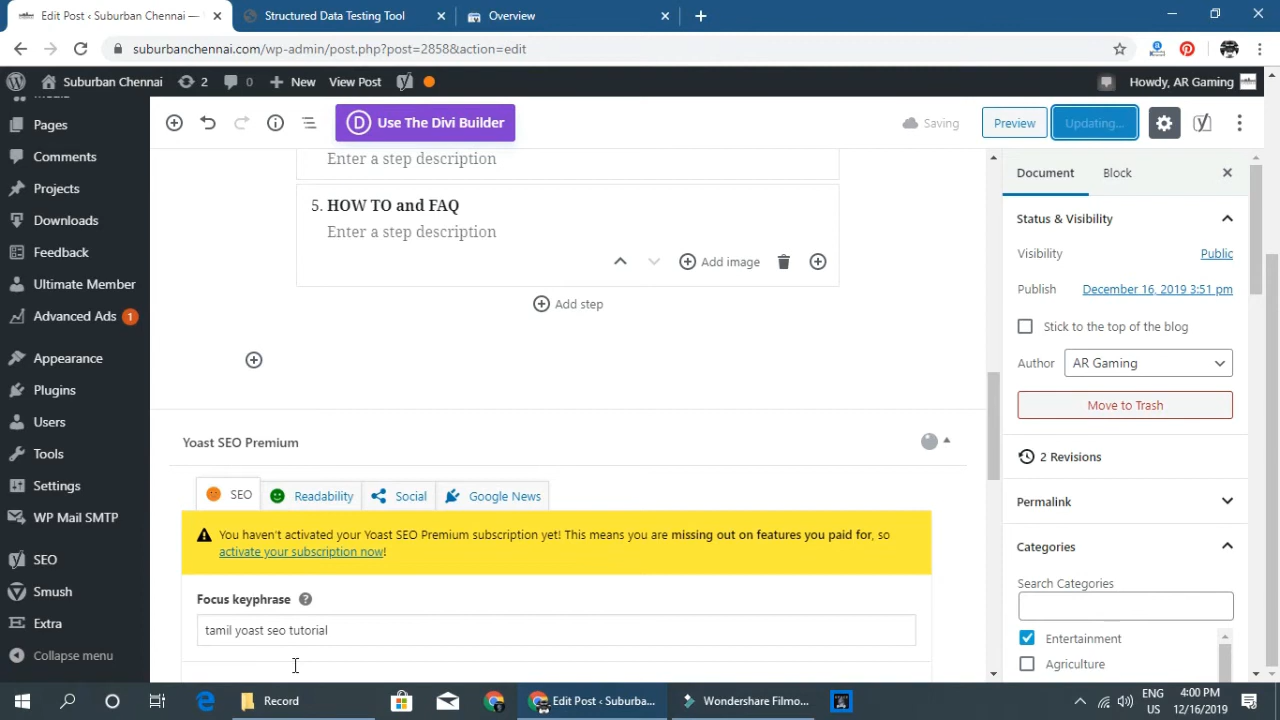 Edit Post ‹ Suburban Chennai —
Structured Data Testing Tool
Overview
suburbanchennai.com/wp-admin/post.php?post=2858&action=edit
Suburban Chennai
2
0
New
View Post
Howdy, AR Gaming
Media
Pages
Comments
Projects
Downloads
Feedback
Ultimate Member
Advanced Ads 1
Appearance
Plugins
Users
Tools
Settings
WP Mail SMTP
SEO
Smush
Extra
Collapse menu
Use The Divi Builder
Saving
Preview
Updating...
Enter a step description
5. HOW TO and FAQ
Enter a step description
Add image
Add step
Yoast SEO Premium
SEO
Readability
Social
Google News
You haven't activated your Yoast SEO Premium subscription yet! This means you are missing out on features you paid for, so
activate your subscription now!
Focus keyphrase
tamil yoast seo tutorial
Document
Block
Status & Visibility
Visibility
Public
Publish
December 16, 2019 3:51 pm
Stick to the top of the blog
Author
AR Gaming
Move to Trash
2 Revisions
Permalink
Categories
Search Categories
Entertainment
Agriculture
Record
Edit Post ‹ Suburba...
Wondershare Filmo...
ENG
US
4:00 PM
12/16/2019